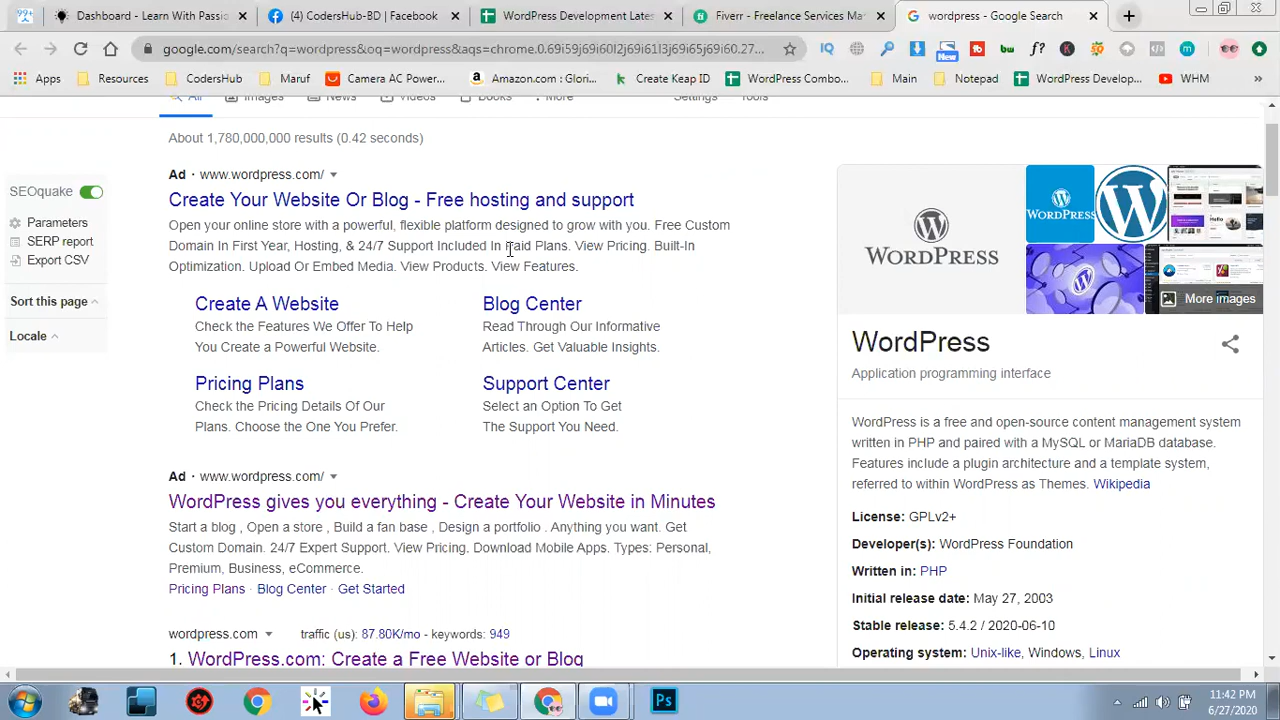 Dashboard - Learning With
(4) CodersHub-BD | Facebook
WordPress Development Late
Fiverr - Freelance Services Ma
wordpress - Google Search
google.com/search?q=wordpress&oq=wordpress&aqs=chrome.0.69i59j69i60l2j69i61l3j69i65j69i60.27...
New
Apps
Resources
CodersHub
Maruf
Camera AC Power...
Amazon.com : Glori...
Create Keap ID
WordPress Combo...
Main
Notepad
WordPress Develop...
WHM
All
Images
News
Videos
Books
More
Settings
Tools
About 1,780,000,000 results (0.42 seconds)
SEOquake
Parameters
SERP report
Export CSV
Sort this page
Locale
Ad · www.wordpress.com/
Create Your Website Or Blog - Free hosting and support
Open your online store with a powerful, flexible platform designed to grow with you. Free Custom
Domain In First Year, Hosting, & 24/7 Support Included In Paid Plans. View Pricing. Built-In
Optimization. Upload Or Embed Media. View Products. View Features.
Create A Website
Check the Features We Offer To Help
You Create a Powerful Website.
Blog Center
Read Through Our Informative
Articles. Get Valuable Insights.
Pricing Plans
Check the Pricing Details Of Our
Plans. Choose the One You Prefer.
Support Center
Select an Option To Get
The Support You Need.
Ad · www.wordpress.com/
WordPress gives you everything - Create Your Website in Minutes
Start a blog , Open a store , Build a fan base , Design a portfolio . Anything you want. Get
Custom Domain. 24/7 Expert Support. View Pricing. Download Mobile Apps. Types: Personal,
Premium, Business, eCommerce.
Pricing Plans · Blog Center · Get Started
wordpress.com
traffic (us): 87.80K/mo - keywords: 949
1. WordPress.com: Create a Free Website or Blog
WORDPRESS
WORDPRESS
More images
WordPress
Application programming interface
WordPress is a free and open-source content management system
written in PHP and paired with a MySQL or MariaDB database.
Features include a plugin architecture and a template system,
referred to within WordPress as Themes. Wikipedia
License: GPLv2+
Developer(s): WordPress Foundation
Written in: PHP
Initial release date: May 27, 2003
Stable release: 5.4.2 / 2020-06-10
Operating system: Unix-like, Windows, Linux
Ps
11:42 PM
6/27/2020